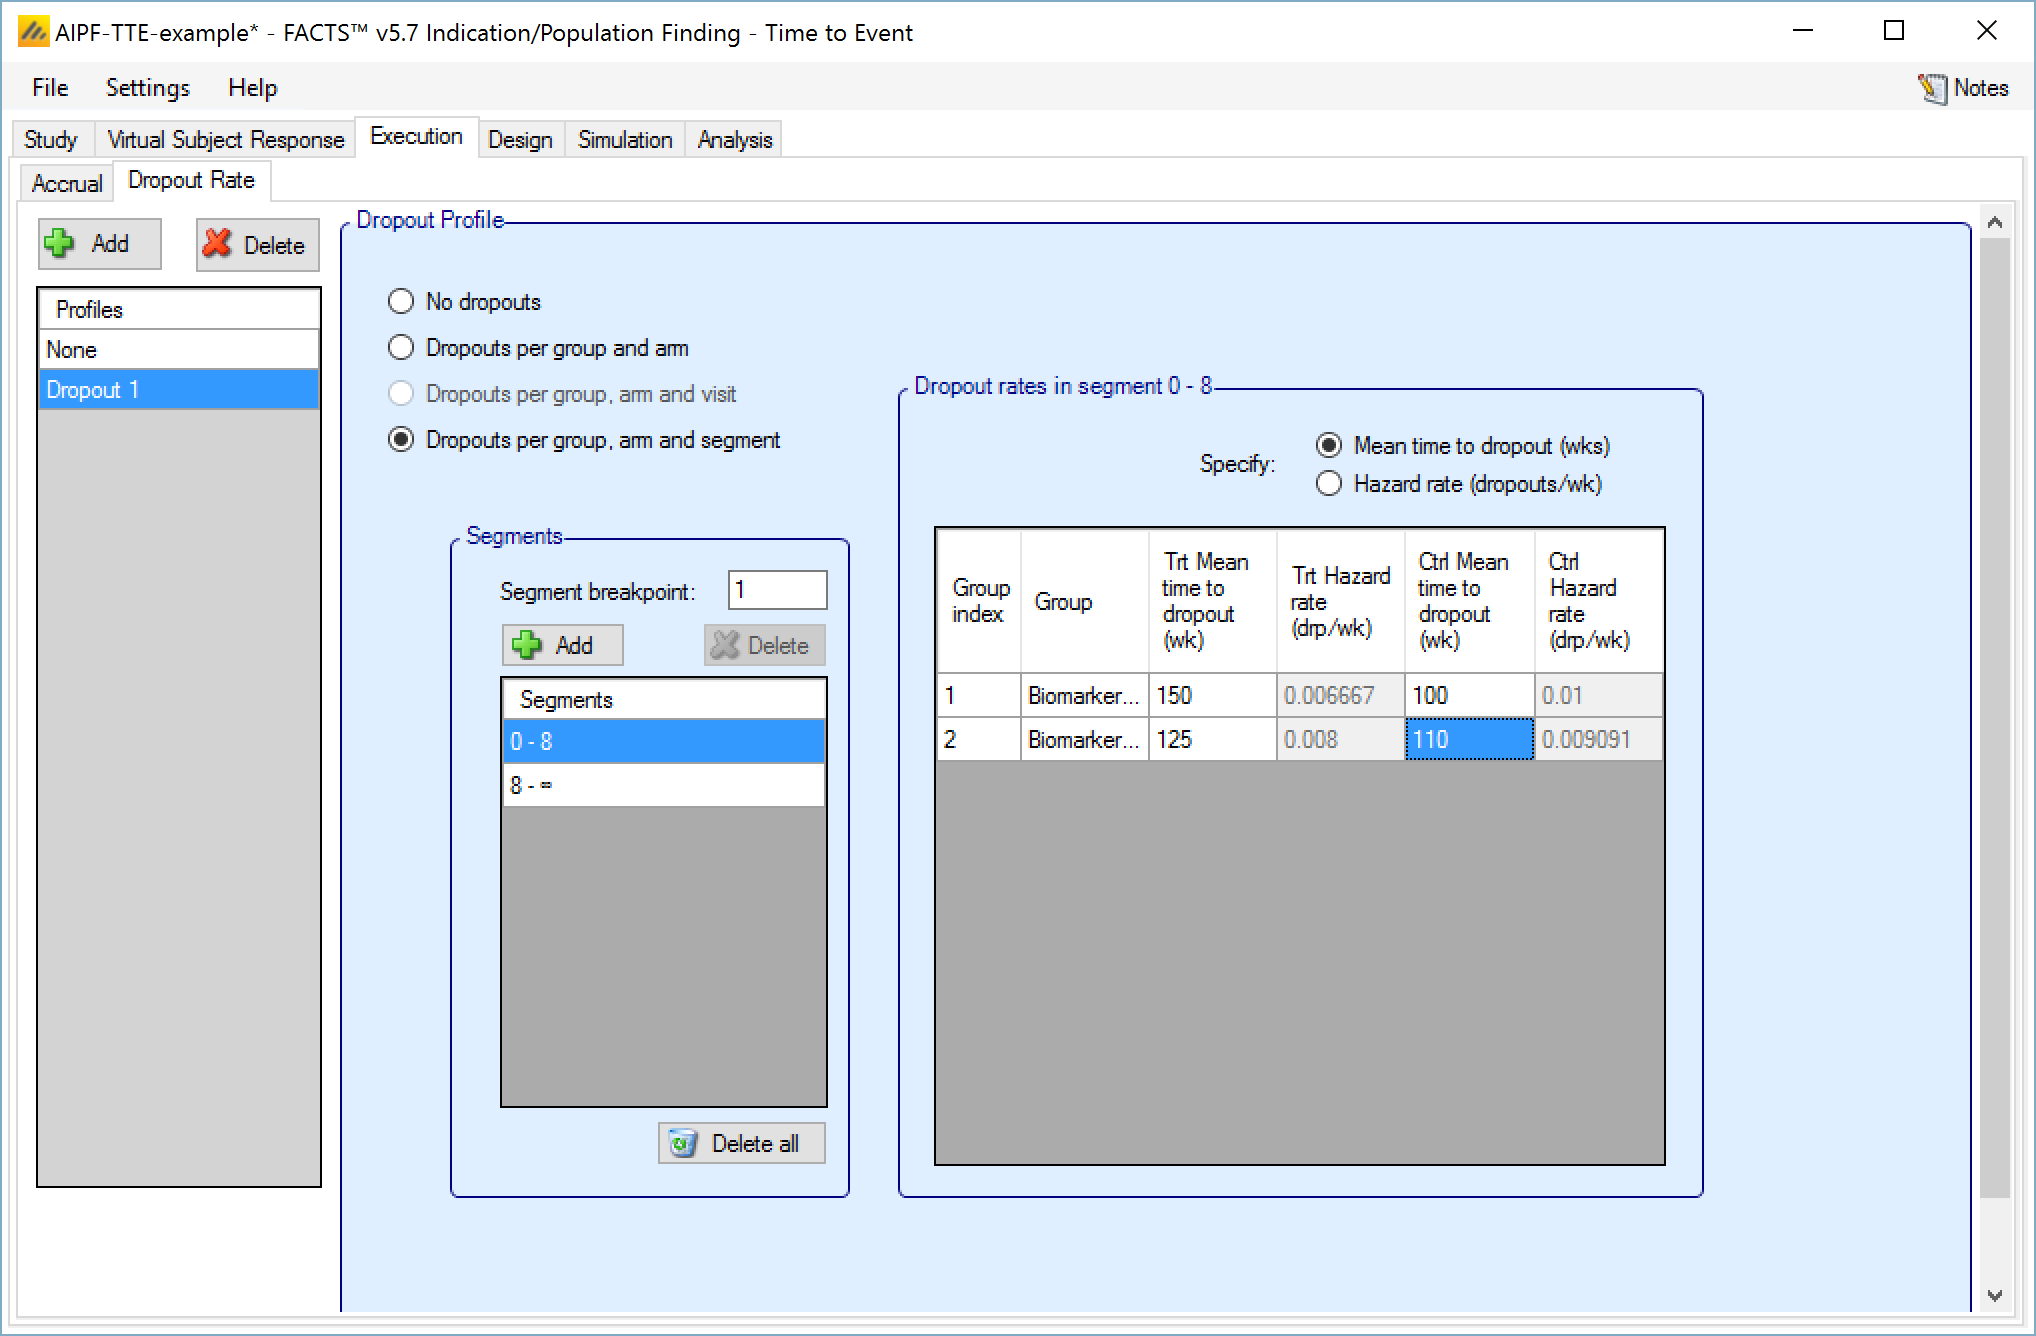 AIPF-TTE-example* - FACTS™ v5.7 Indication/Population Finding - Time to Event
File Settings Help Notes
Study Virtual Subject Response Execution Design Simulation Analysis
Accrual Dropout Rate
Add Delete
Profiles
None
Dropout 1
Dropout Profile
No dropouts
Dropouts per group and arm
Dropouts per group, arm and visit
Dropouts per group, arm and segment
Segments
Segment breakpoint: 1
Add Delete
Segments
0 - 8
8 - ∞
Delete all
Dropout rates in segment 0 - 8
Specify:
Mean time to dropout (wks)
Hazard rate (dropouts/wk)
Group index
Group
Trt Mean time to dropout (wk)
Trt Hazard rate (drp/wk)
Ctrl Mean time to dropout (wk)
Ctrl Hazard rate (drp/wk)
1 Biomarker... 150 0.006667 100 0.01
2 Biomarker... 125 0.008 110 0.009091